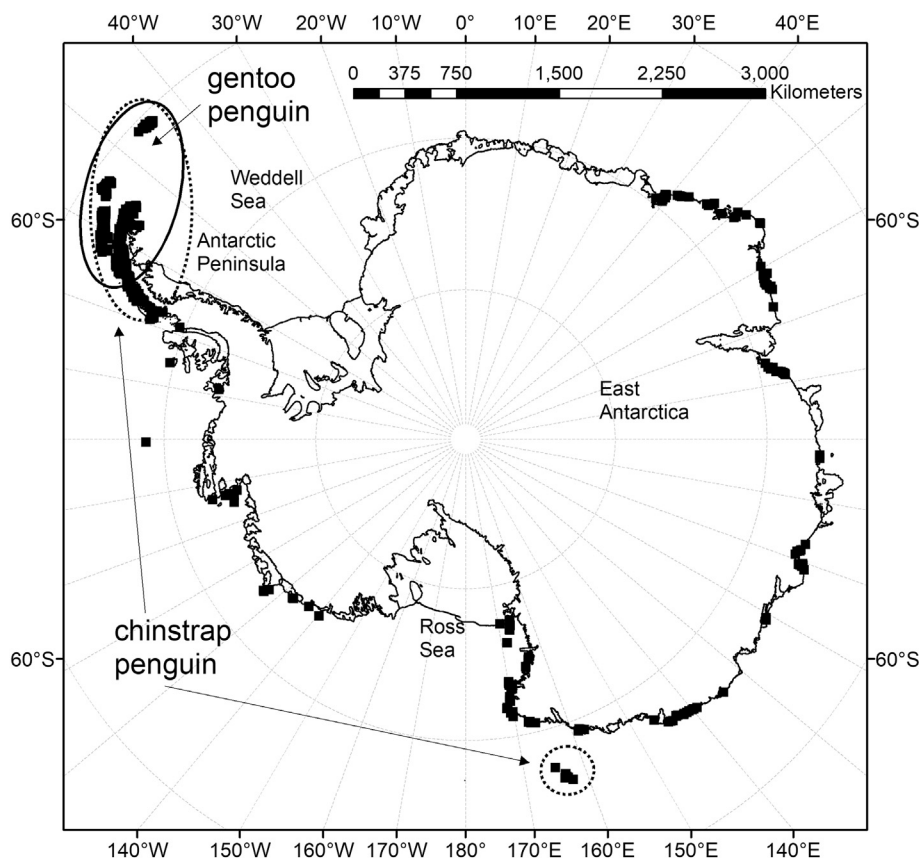 40°W 20°W 10°W 0° 10°E 20°E 30°E 40°E
gentoo
penguin
0 375 750 1,500 2,250 3,000
Kilometers
Weddell
Sea
60°S
60°S
Antarctic
Peninsula
East
Antarctica
chinstrap
penguin
Ross
Sea
60°S
60°S
140°W 150°W 160°W 170°W 180° 170°E 160°E 150°E 140°E